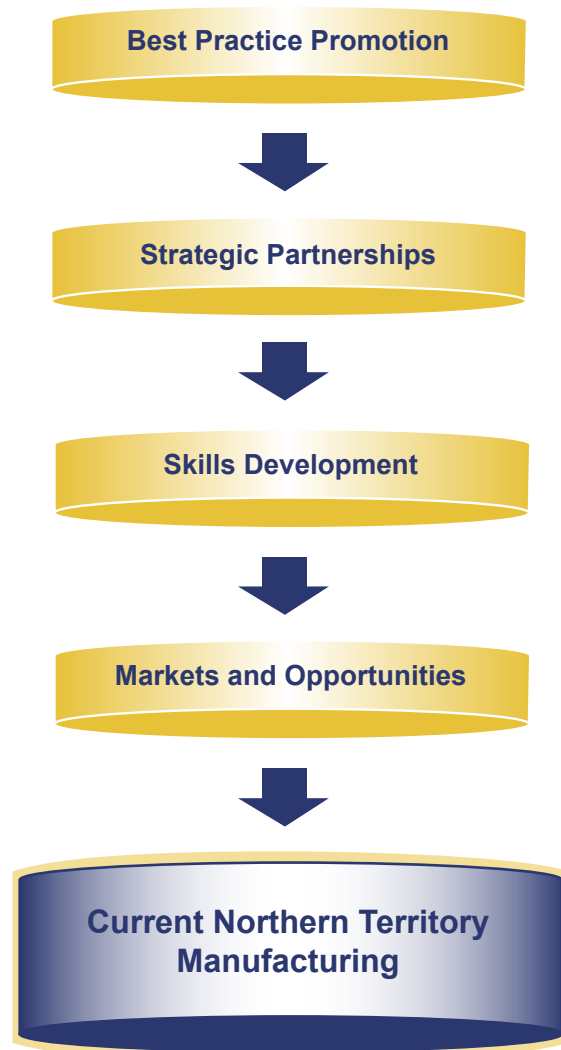 Best Practice Promotion
Strategic Partnerships
Skills Development
Markets and Opportunities
Current Northern Territory
Manufacturing